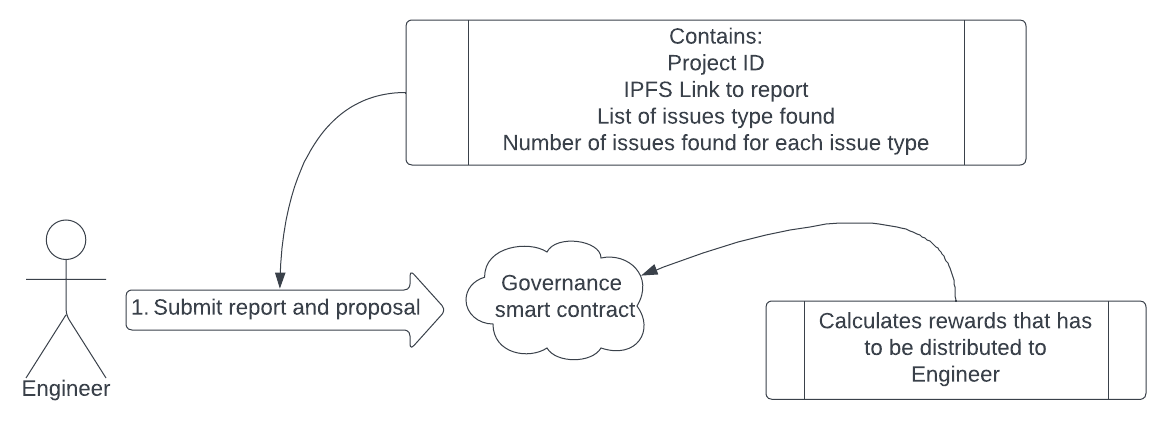 Contains:
Project ID
IPFS Link to report
List of issues type found
Number of issues found for each issue type
1. Submit report and proposal
Governance
smart contract
Calculates rewards that has
to be distributed to
Engineer
Engineer